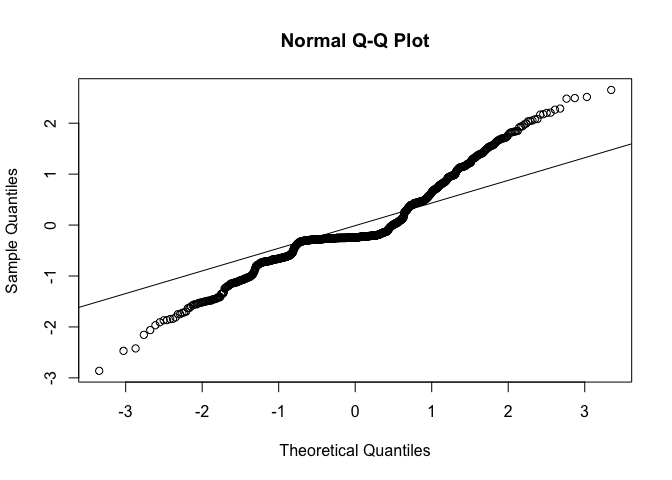 Normal Q-Q Plot
Sample Quantiles
2
1
0
-1
-2
-3
-3 -2 -1 0 1 2 3
Theoretical Quantiles